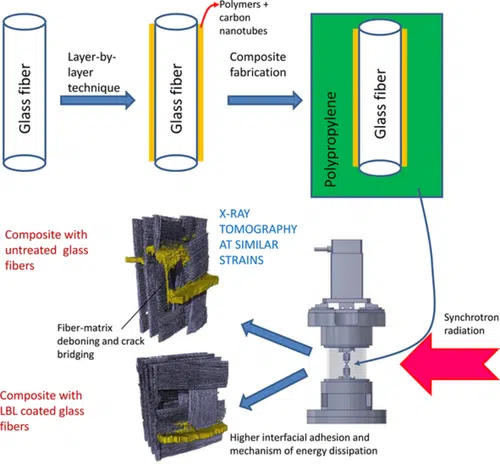 Polymers +
carbon
nanotubes
Glass fiber
Layer-by-
layer
technique
Glass fiber
Composite
fabrication
Polypropylene
Glass fiber
X-RAY
TOMOGRAPHY
AT SIMILAR
STRAINS
Composite with
untreated glass
fibers
Synchrotron
radiation
Fiber-matrix
deboning and crack
bridging
Composite with
LBL coated glass
fibers
Higher interfacial adhesion and
mechanism of energy dissipation